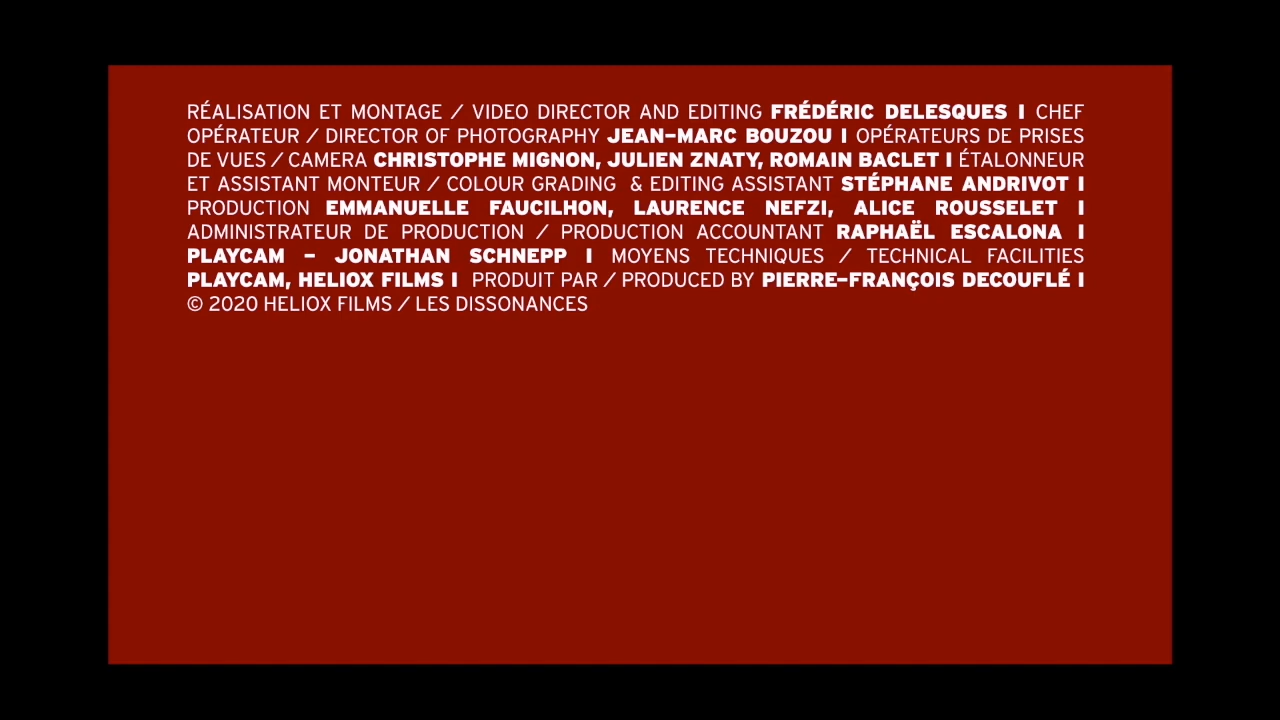 RÉALISATION ET MONTAGE / VIDEO DIRECTOR AND EDITING FRÉDÉRIC DELESQUES I CHEF
OPÉRATEUR / DIRECTOR OF PHOTOGRAPHY JEAN-MARC BOUZOU I OPÉRATEURS DE PRISES
DE VUES / CAMERA CHRISTOPHE MIGNON, JULIEN ZNATY, ROMAIN BACLET I ÉTALONNEUR
ET ASSISTANT MONTEUR / COLOUR GRADING & EDITING ASSISTANT STÉPHANE ANDRIVOT I
PRODUCTION EMMANUELLE FAUCILHON, LAURENCE NEFZI, ALICE ROUSSELET I
ADMINISTRATEUR DE PRODUCTION / PRODUCTION ACCOUNTANT RAPHAËL ESCALONA I
PLAYCAM - JONATHAN SCHNEPP I MOYENS TECHNIQUES / TECHNICAL FACILITIES
PLAYCAM, HELIOX FILMS I PRODUIT PAR / PRODUCED BY PIERRE-FRANÇOIS DECOUFLÉ I
© 2020 HELIOX FILMS / LES DISSONANCES